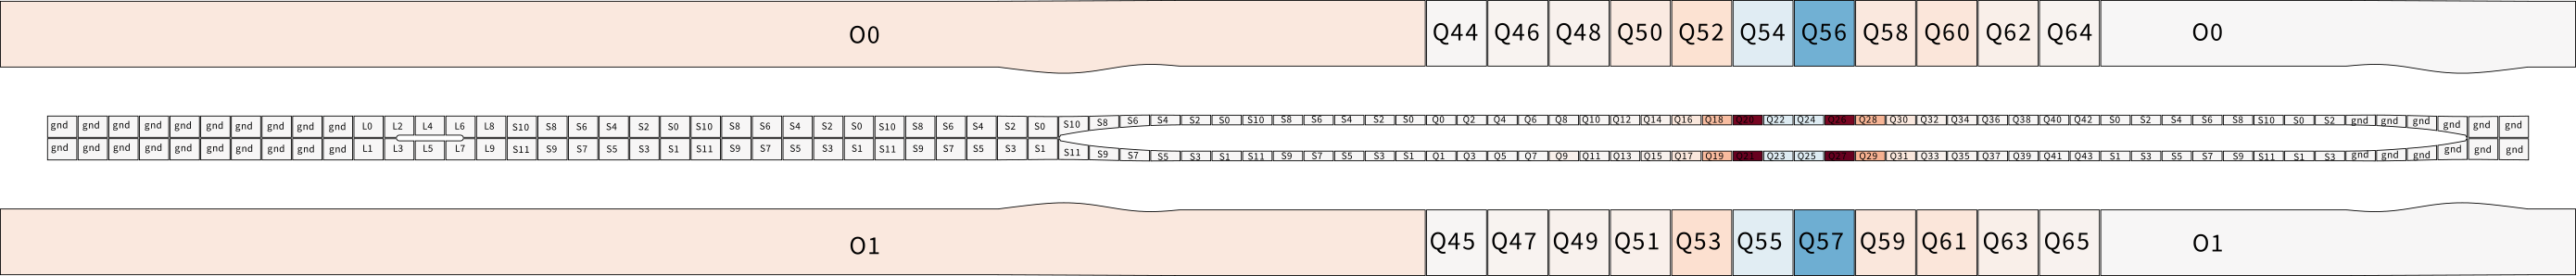 O0 Q44 Q46 Q48 Q50 Q52 Q54 Q56 Q58 Q60 Q62 Q64 O0
gnd gnd gnd gnd gnd gnd gnd gnd gnd gnd L0 L2 L4 L6 L8 S10 S8 S6 S4 S2 S0 S10 S8 S6 S4 S2 S0 S10 S8 S6 S4 S2 S0 S10 S8 S6 S4 S2 S0 S10 S8 S6 S4 S2 S0 Q0 Q2 Q4 Q6 Q8 Q10 Q12 Q14 Q16 Q18 Q20 Q22 Q24 Q26 Q28 Q30 Q32 Q34 Q36 Q38 Q40 Q42 S0 S2 S4 S6 S8 S10 S0 S2 gnd gnd gnd gnd gnd gnd
gnd gnd gnd gnd gnd gnd gnd gnd gnd gnd L1 L3 L5 L7 L9 S11 S9 S7 S5 S3 S1 S11 S9 S7 S5 S3 S1 S11 S9 S7 S5 S3 S1 S11 S9 S7 S5 S3 S1 S11 S9 S7 S5 S3 S1 Q1 Q3 Q5 Q7 Q9 Q11 Q13 Q15 Q17 Q19 Q21 Q23 Q25 Q27 Q29 Q31 Q33 Q35 Q37 Q39 Q41 Q43 S1 S3 S5 S7 S9 S11 S1 S3 gnd gnd gnd gnd gnd gnd
O1 Q45 Q47 Q49 Q51 Q53 Q55 Q57 Q59 Q61 Q63 Q65 O1